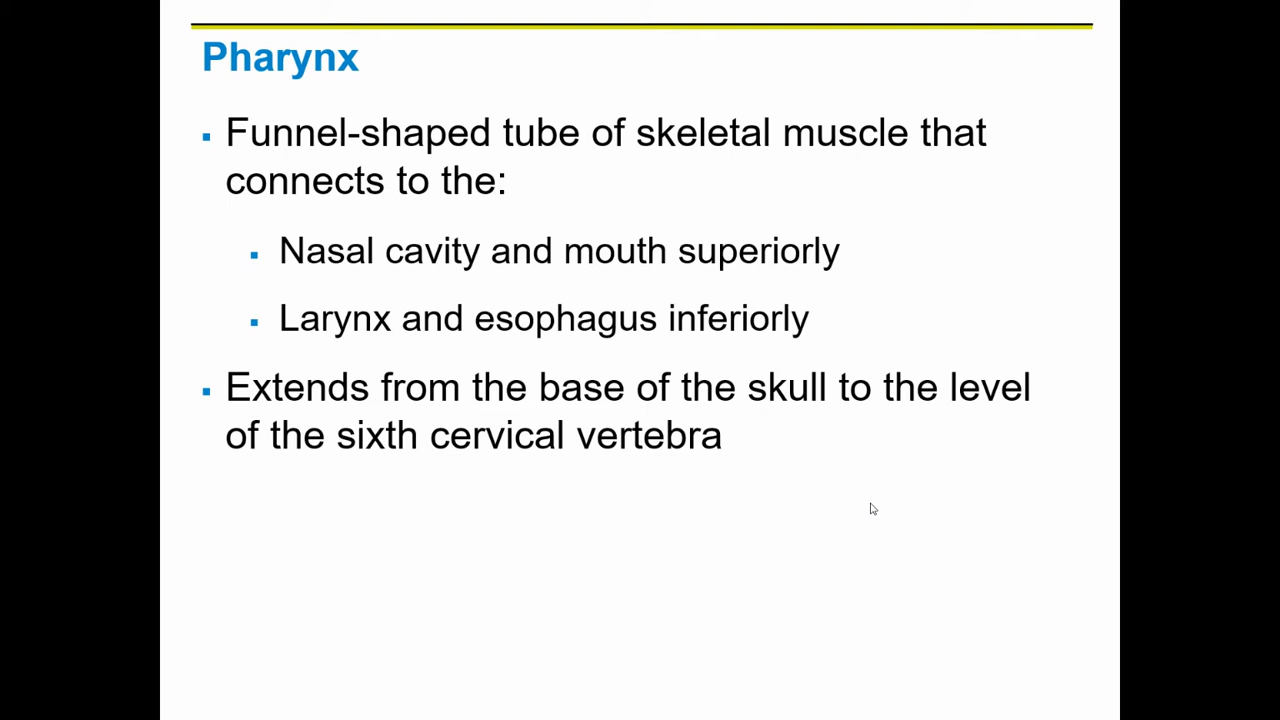 Pharynx
▪ Funnel-shaped tube of skeletal muscle that
connects to the:
▪ Nasal cavity and mouth superiorly
▪ Larynx and esophagus inferiorly
▪ Extends from the base of the skull to the level
of the sixth cervical vertebra